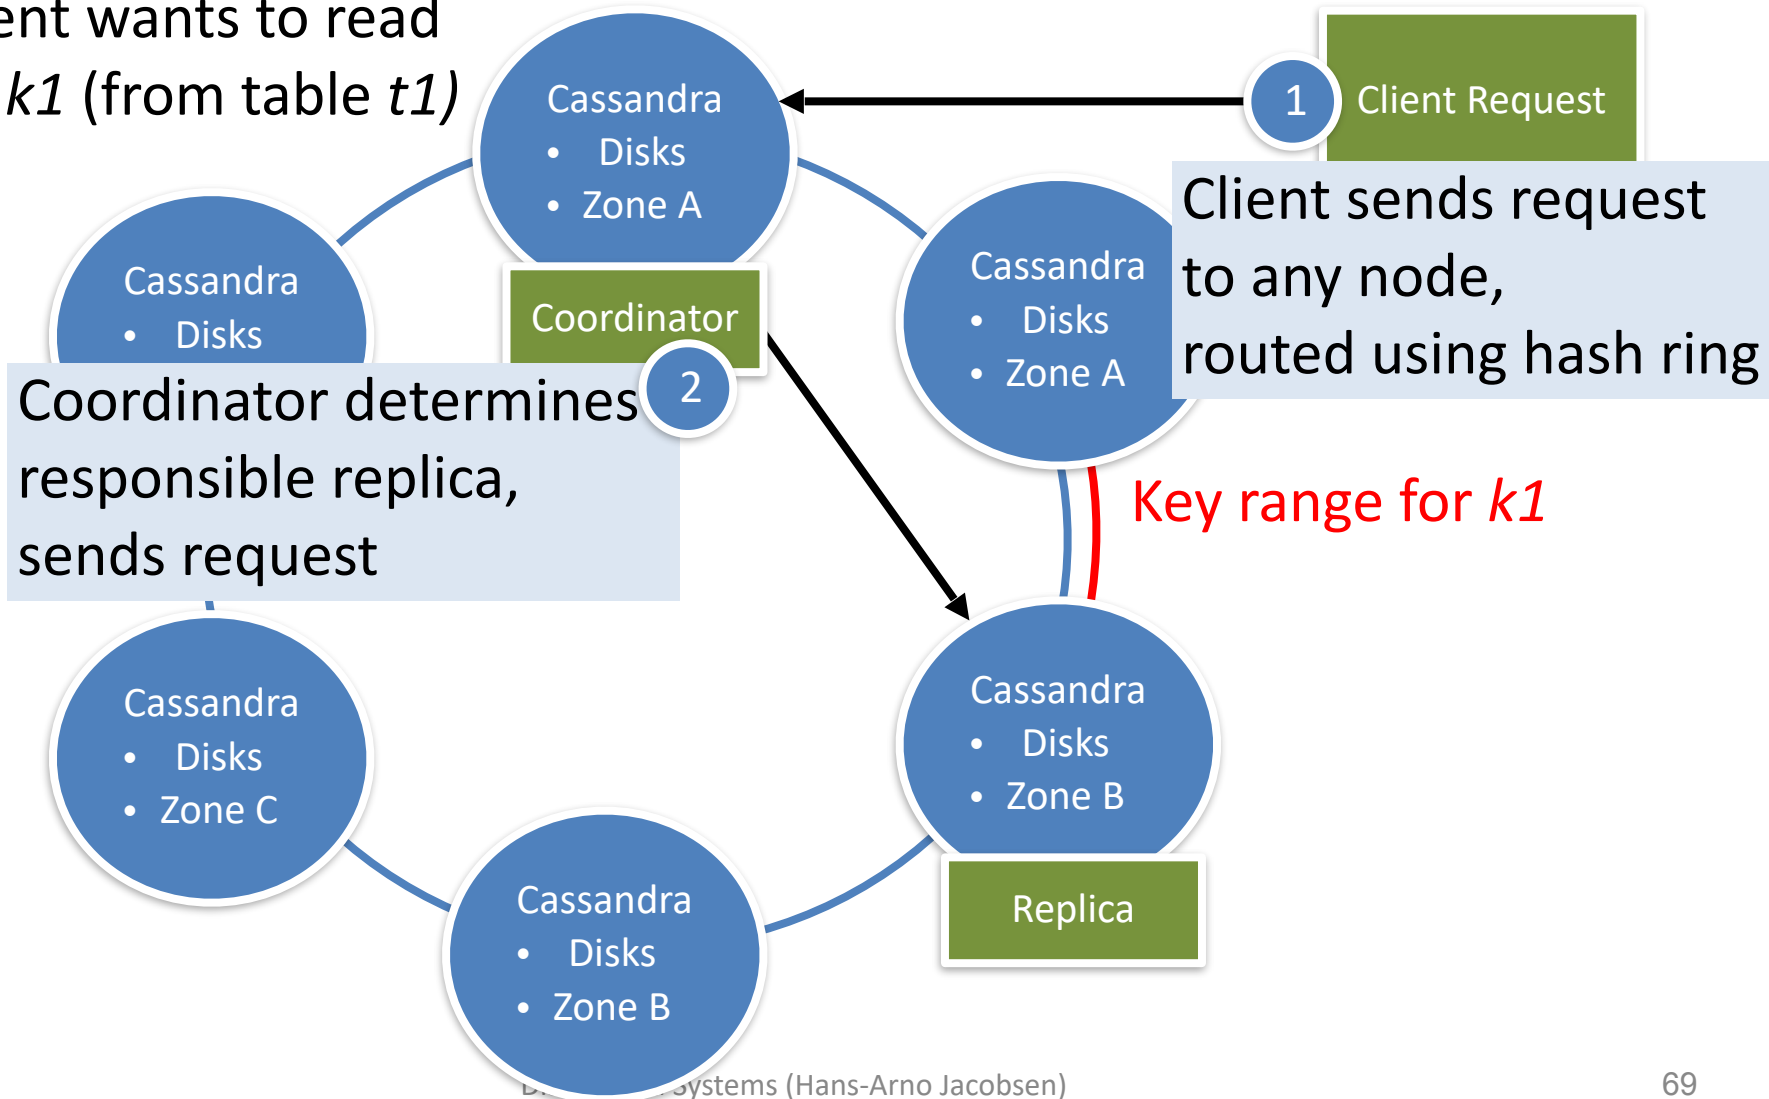 wants to read
k1 (from table t1)
Cassandra
• Disks
• Zone A
1
Client Request
Client sends request
to any node,
routed using hash ring
Cassandra
• Disks
• Zone A
Cassandra
• Disks
Coordinator
2
Coordinator determines
responsible replica,
sends request
Key range for k1
Cassandra
• Disks
• Zone B
Replica
Cassandra
• Disks
• Zone C
Cassandra
• Disks
• Zone B
Systems (Hans-Arno Jacobsen)
69